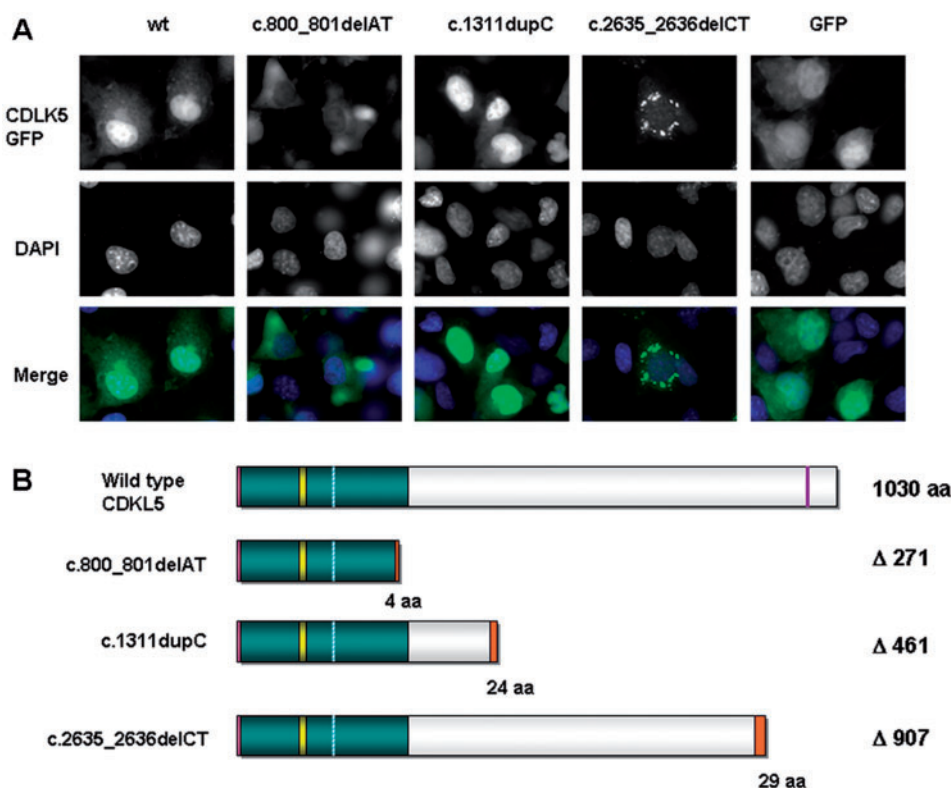 A
wt c.800_801delAT c.1311dupC c.2635_2636delCT GFP
CDLK5
GFP
DAPI
Merge
B
Wild type
CDKL5
1030 aa
c.800_801delAT
Δ 271
4 aa
c.1311dupC
Δ 461
24 aa
c.2635_2636delCT
Δ 907
29 aa